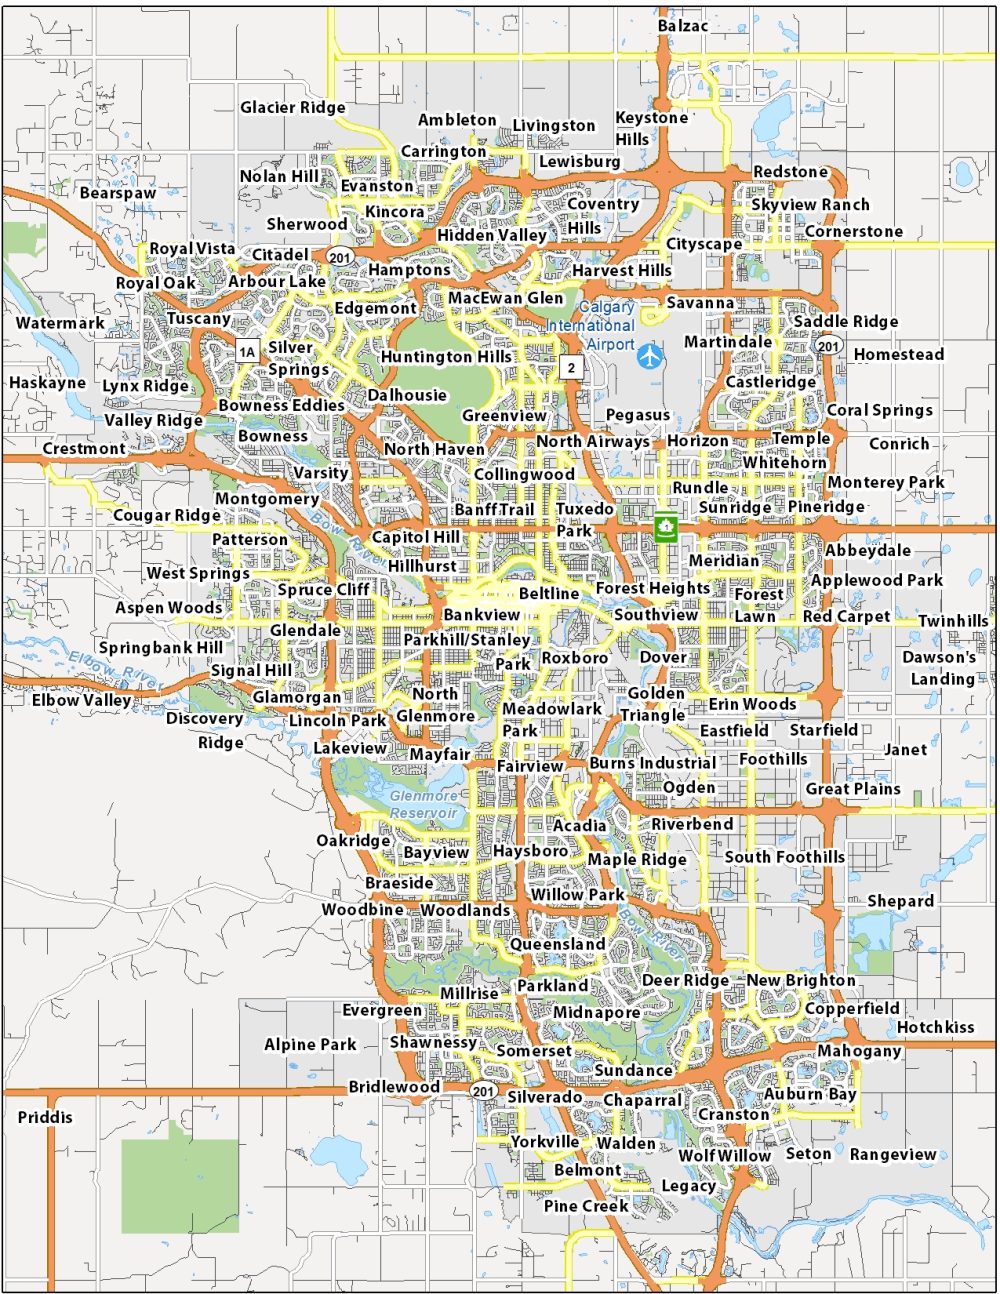 Balzac
Glacier Ridge
Ambleton
Livingston
Keystone
Hills
Carrington
Lewisburg
Nolan Hill
Evanston
Redstone
Bearspaw
Sherwood
Kincora
Coventry
Hills
Skyview Ranch
Hidden Valley
Cornerstone
Royal Vista
Citadel
201
Cityscape
Royal Oak
Arbour Lake
Hamptons
Harvest Hills
Tuscany
Edgemont
MacEwan Glen
Savanna
Calgary
International
Airport
Watermark
Saddle Ridge
1A
Silver
Springs
Huntington Hills
2
Martindale
201
Homestead
Haskayne
Lynx Ridge
Dalhousie
Castleridge
Valley Ridge
Bowness Eddies
Greenview
Pegasus
Coral Springs
Crestmont
Bowness
North Haven
North Airways
Horizon
Temple
Conrich
Varsity
Collingwood
Whitehorn
Montgomery
Rundle
Monterey Park
Cougar Ridge
Bow River
Banff Trail
Tuxedo
Park
Sunridge
Pineridge
Patterson
Capitol Hill
Abbeydale
West Springs
Hillhurst
Meridian
Applewood Park
Spruce Cliff
Beltline
Forest Heights
Forest
Lawn
Aspen Woods
Bankview
Southview
Red Carpet
Twinhills
Springbank Hill
Glendale
Parkhill/Stanley
Park
Roxboro
Dover
Dawson's
Landing
Elbow River
Signal Hill
Elbow Valley
Glamorgan
North
Glenmore
Meadowlark
Park
Golden
Triangle
Erin Woods
Discovery
Ridge
Lincoln Park
Eastfield
Starfield
Lakeview
Mayfair
Fairview
Burns Industrial
Foothills
Janet
Ogden
Great Plains
Glenmore
Reservoir
Oakridge
Acadia
Riverbend
Bayview
Haysboro
Maple Ridge
South Foothills
Braeside
Willow Park
Shepard
Woodbine
Woodlands
Bow River
Queensland
Millrise
Parkland
Deer Ridge
New Brighton
Evergreen
Midnapore
Copperfield
Alpine Park
Shawnessy
Somerset
Hotchkiss
Mahogany
Sundance
Bridlewood
201
Silverado
Chaparral
Auburn Bay
Priddis
Cranston
Yorkville
Walden
Wolf Willow
Seton
Rangeview
Belmont
Legacy
Pine Creek